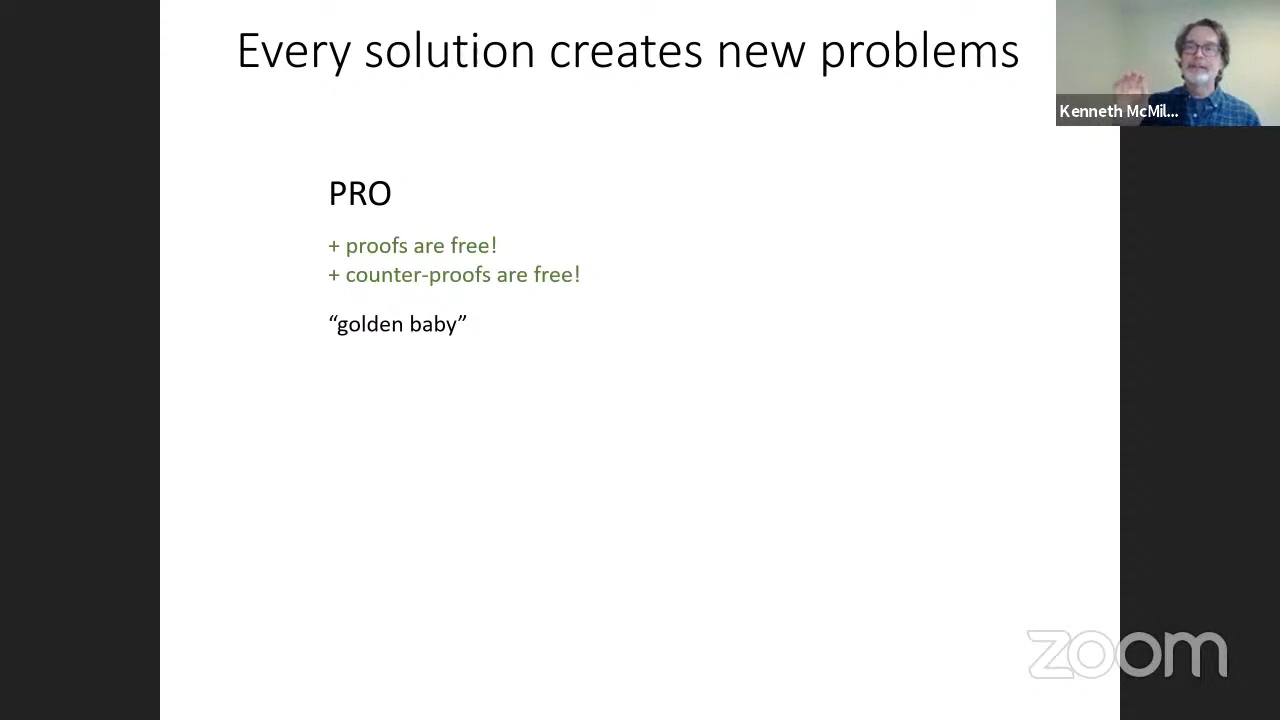 Every solution creates new problems
Kenneth McMil...
PRO
+ proofs are free!
+ counter-proofs are free!
“golden baby”
zoom